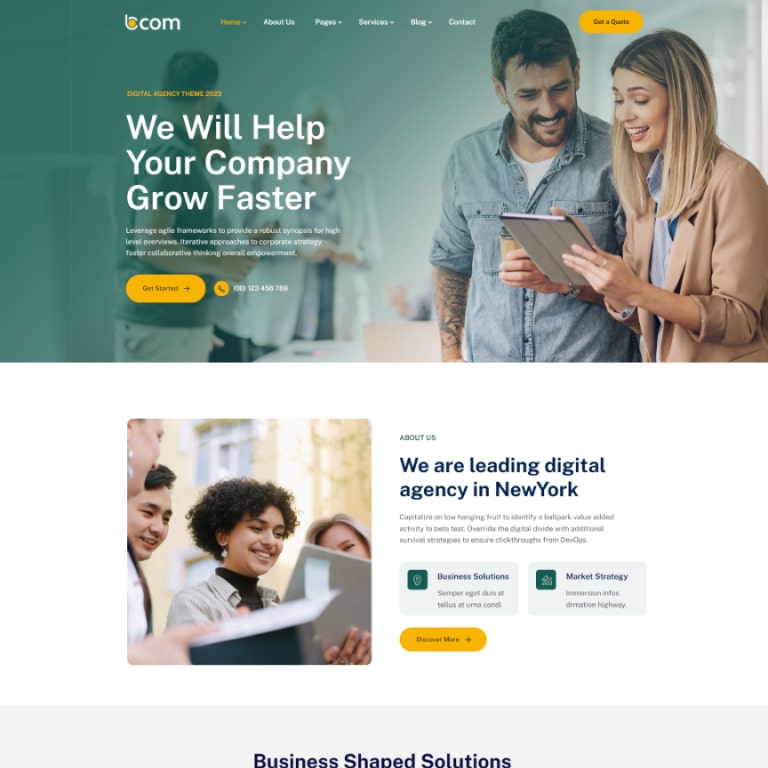 bcom
Home
About Us
Pages
Services
Blog
Contact
Get a Quote
DIGITAL AGENCY THEME 2023
We Will Help
Your Company
Grow Faster
Leverage agile frameworks to provide a robust synopsis for high
level overviews. Iterative approaches to corporate strategy
foster collaborative thinking overall empowerment.
Get Started
(00) 123 456 789
ABOUT US
We are leading digital
agency in NewYork
Capitalize on low hanging fruit to identify a ballpark value added
activity to beta test. Override the digital divide with additional
survival strategies to ensure clickthroughs from DevOps.
Business Solutions
Semper eget duis at
tellus at urna condi
Market Strategy
Immersion infos
drmation highway.
Discover More
Business Shaped Solutions